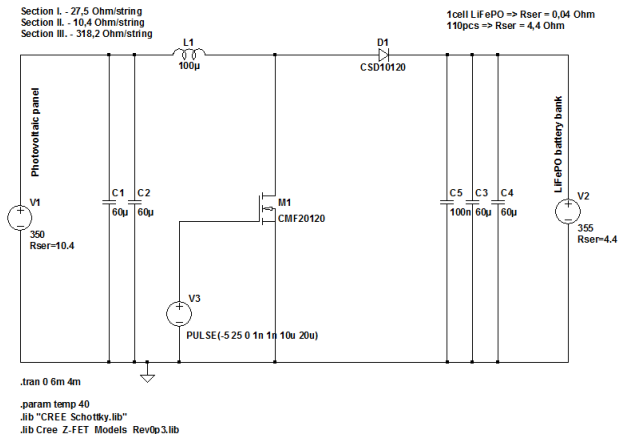 Section I. - 27,5 Ohm/string
Section II. - 10,4 Ohm/string
Section III. - 318,2 Ohm/string
1cell LiFePO => Rser = 0,04 Ohm
110pcs => Rser = 4,4 Ohm
L1
100µ
D1
CSD10120
Photovoltaic panel
LiFePO battery bank
V1
350
Rser=10.4
C1
60µ
C2
60µ
M1
CMF20120
C5
100n
C3
60µ
C4
60µ
V2
355
Rser=4.4
V3
PULSE(-5 25 0 1n 1n 10u 20u)
.tran 0 6m 4m
.param temp 40
.lib "CREE Schottky.lib"
.lib Cree_Z-FET_Models_Rev0p3.lib